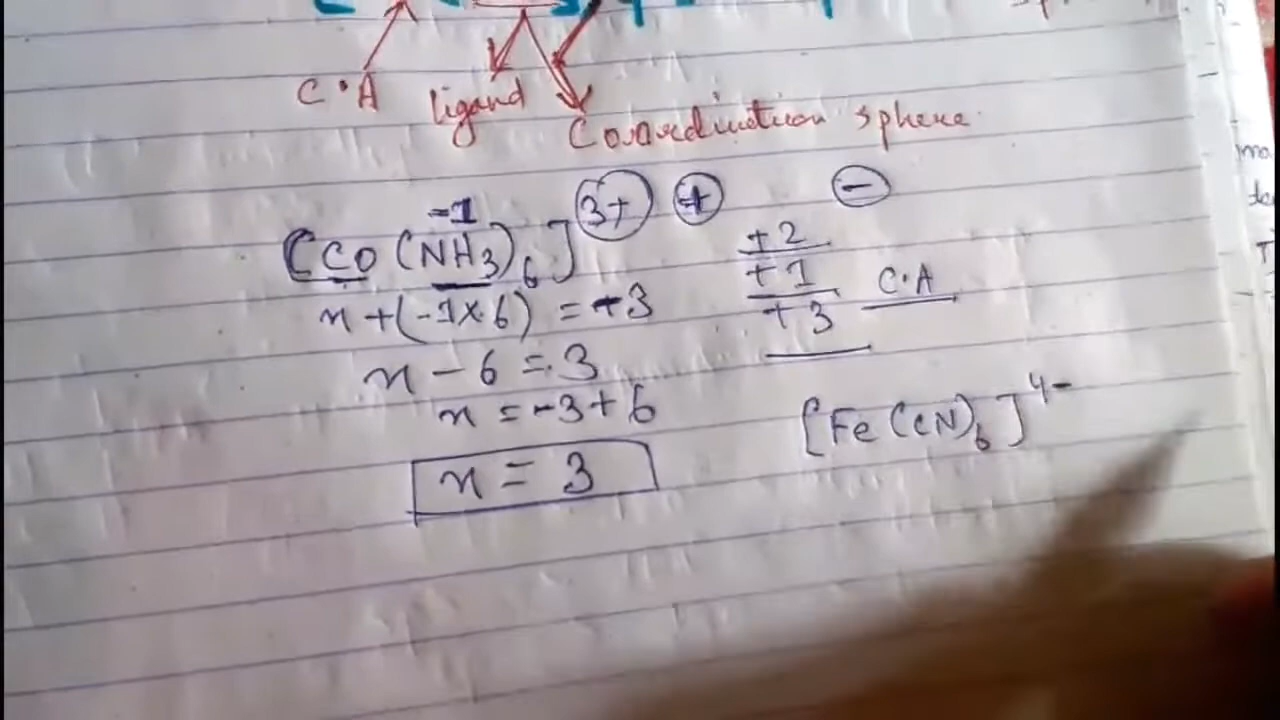 C·A ligand
Coordination sphere
-1
[Co(NH3)6]3+ + −
x+(-1×6) = +3
x - 6 = 3
x = -3+6
x = 3
+2
+1 C·A
+3
[Fe(CN)6]4-